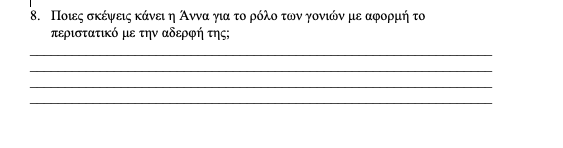 8. Ποιες σκέψεις κάνει η Άννα για το ρόλο των γονιών με αφορμή το
περιστατικό με την αδερφή της;